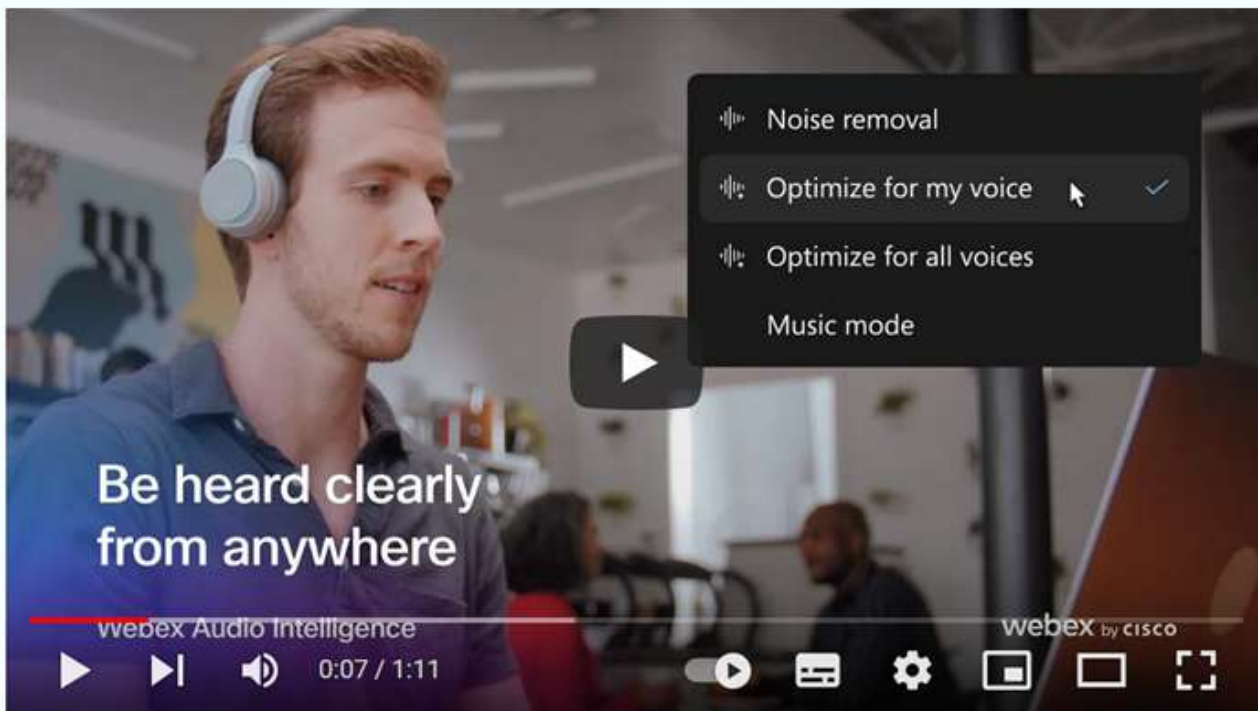 Noise removal
Optimize for my voice
Optimize for all voices
Music mode
Be heard clearly
from anywhere
Webex Audio Intelligence
webex by CISCO
0:07 / 1:11